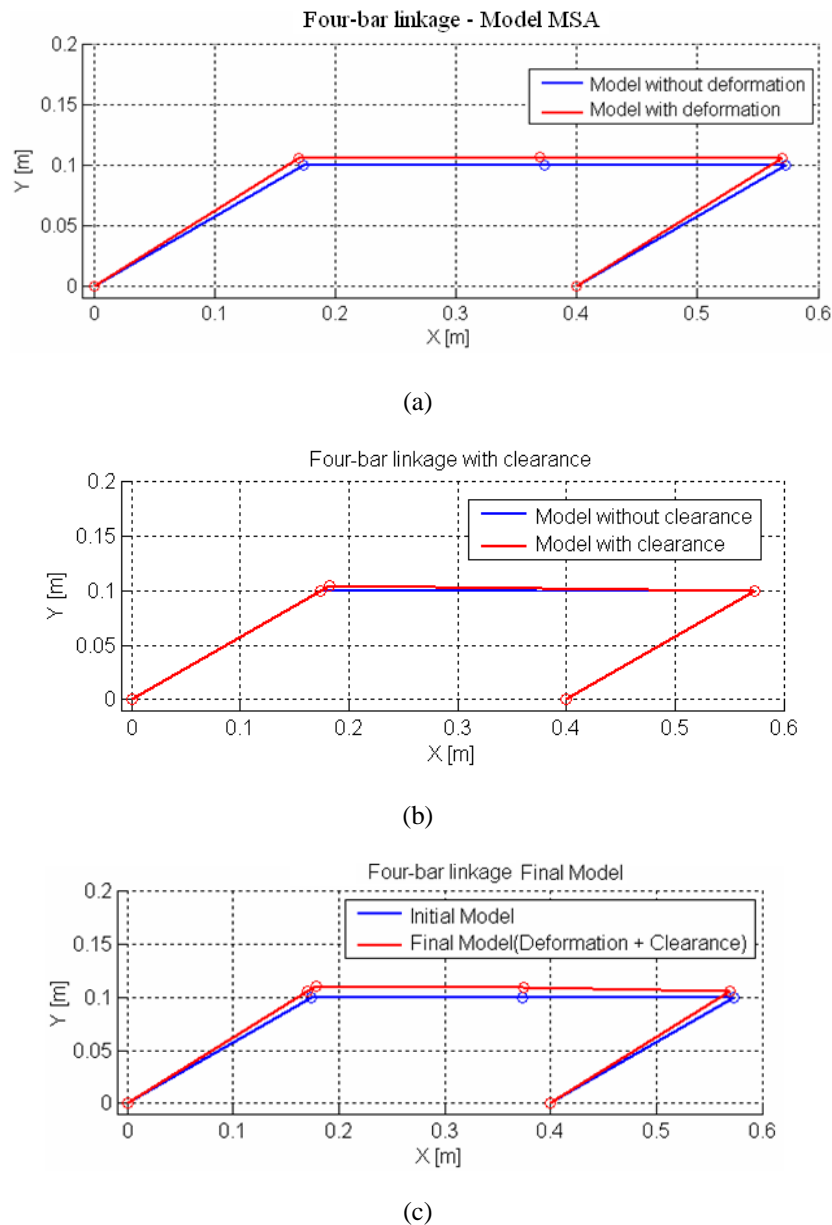 Four-bar linkage - Model MSA
0.2
0.15
0.1
0.05
0
Y [m]
Model without deformation
Model with deformation
0 0.1 0.2 0.3 0.4 0.5 0.6
X [m]
(a)
Four-bar linkage with clearance
0.2
0.15
0.1
0.05
0
Y [m]
Model without clearance
Model with clearance
0 0.1 0.2 0.3 0.4 0.5 0.6
X [m]
(b)
Four-bar linkage Final Model
0.2
0.15
0.1
0.05
0
Y [m]
Initial Model
Final Model(Deformation + Clearance)
0 0.1 0.2 0.3 0.4 0.5 0.6
X [m]
(c)